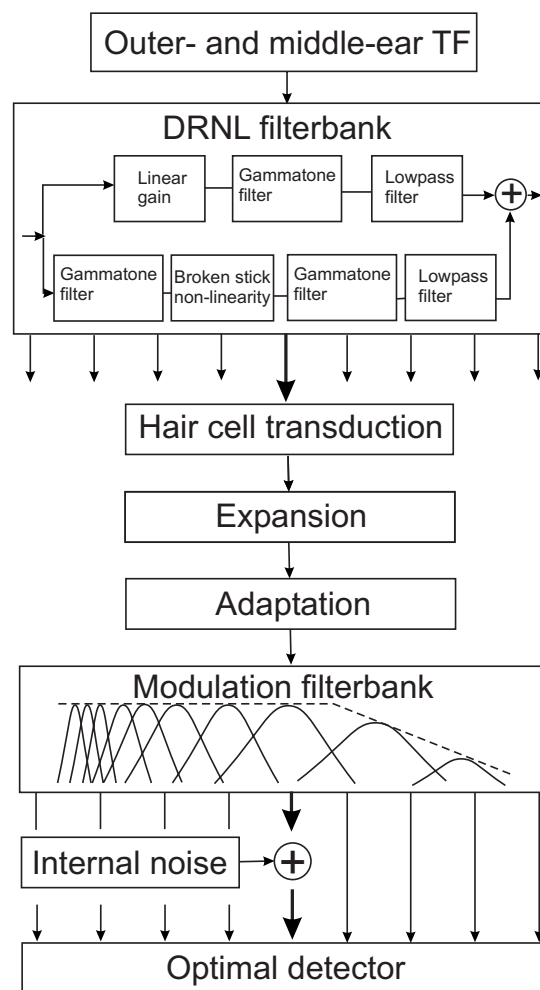 Outer- and middle-ear TF
DRNL filterbank
Linear
gain
Gammatone
filter
Lowpass
filter
+
Gammatone
filter
Broken stick
non-linearity
Gammatone
filter
Lowpass
filter
Hair cell transduction
Expansion
Adaptation
Modulation filterbank
Internal noise
+
Optimal detector